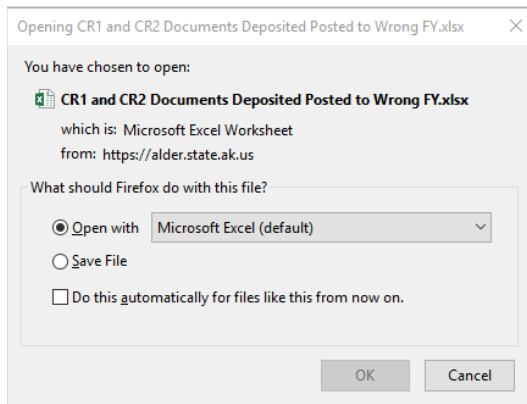 Opening CR1 and CR2 Documents Deposited Posted to Wrong FY.xlsx
You have chosen to open:
CR1 and CR2 Documents Deposited Posted to Wrong FY.xlsx
which is: Microsoft Excel Worksheet
from: https://alder.state.ak.us
What should Firefox do with this file?
Open with Microsoft Excel (default)
Save File
Do this automatically for files like this from now on.
OK Cancel